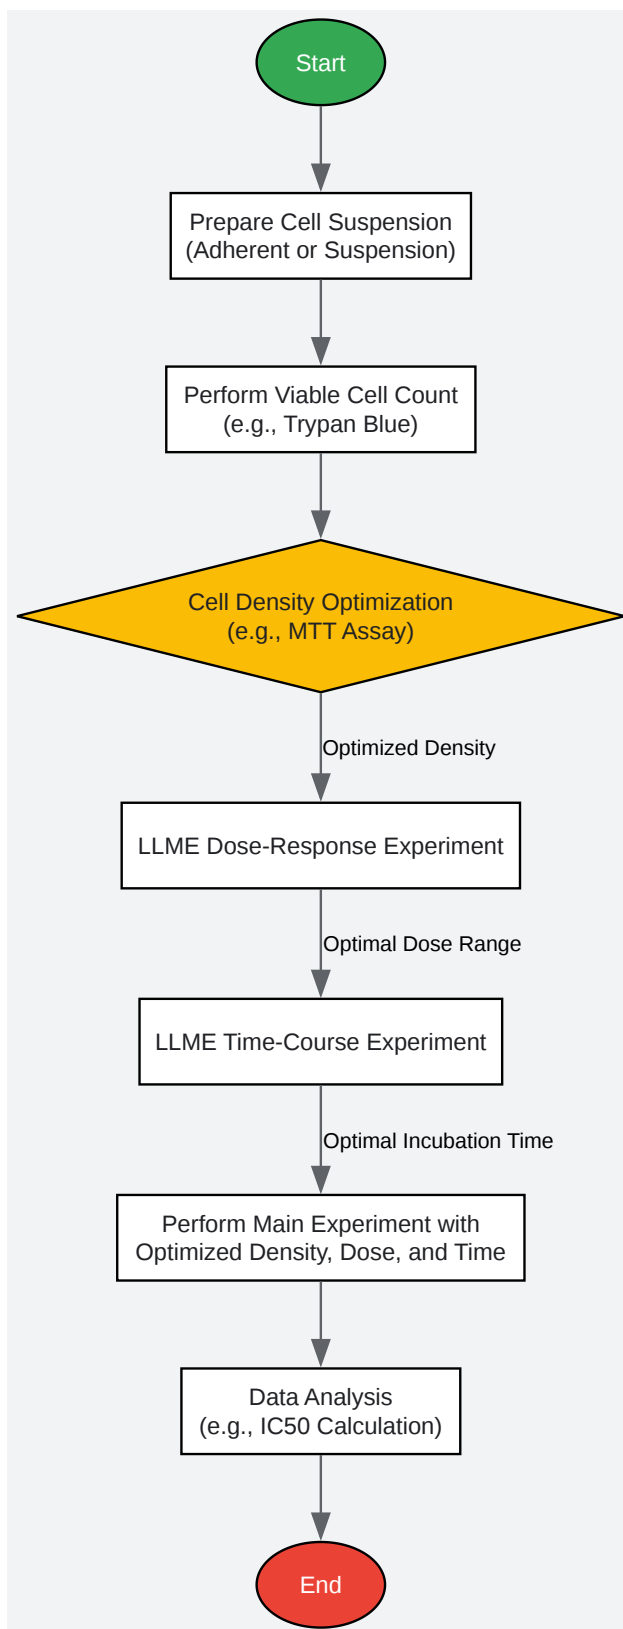 Start
Prepare Cell Suspension
(Adherent or Suspension)
Perform Viable Cell Count
(e.g., Trypan Blue)
Cell Density Optimization
(e.g., MTT Assay)
Optimized Density
LLME Dose-Response Experiment
Optimal Dose Range
LLME Time-Course Experiment
Optimal Incubation Time
Perform Main Experiment with
Optimized Density, Dose, and Time
Data Analysis
(e.g., IC50 Calculation)
End